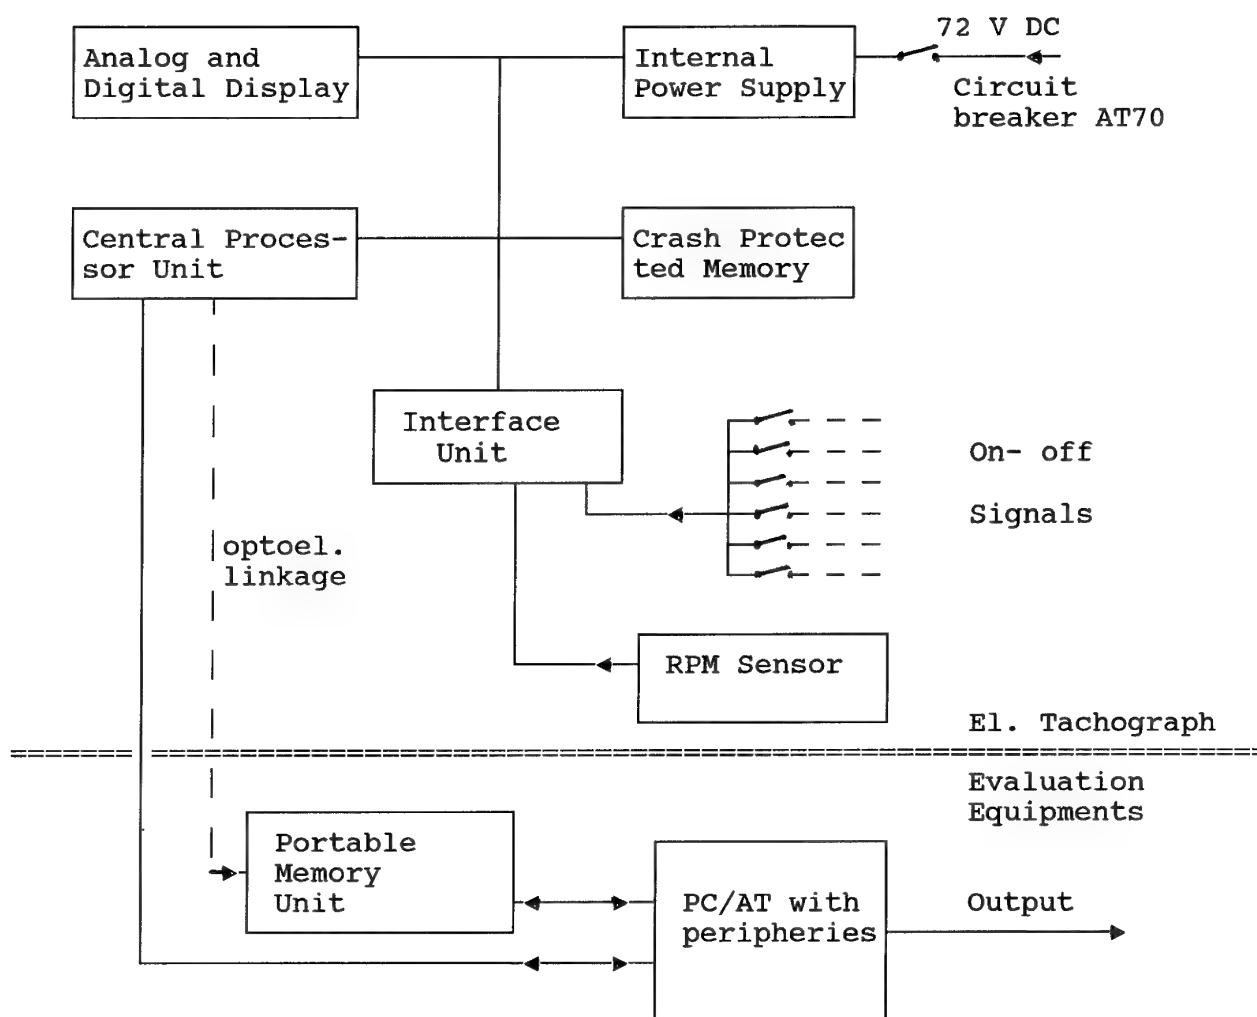 72 V DC
Analog and
Digital Display
Internal
Power Supply
Circuit
breaker AT70
Central Proces-
sor Unit
Crash Protec
ted Memory
Interface
Unit
On- off
Signals
optoel.
linkage
RPM Sensor
El. Tachograph
Evaluation
Equipments
Portable
Memory
Unit
PC/AT with
peripheries
Output